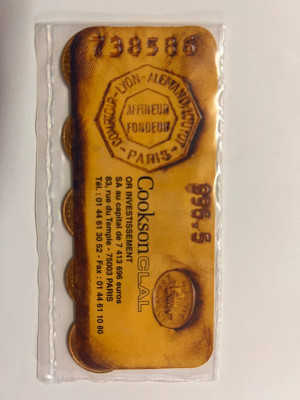 738586
COMPTOIR-LYON-ALEMAND-LOUYOT
AFFINEUR
FONDEUR
-PARIS-
996.5
Cookson CLAL
OR INVESTISSEMENT
SA au capital de 7 413 696 euros
83, rue du Temple - 75003 PARIS
Tél. : 01 44 61 30 52 - Fax : 01 44 61 10 80